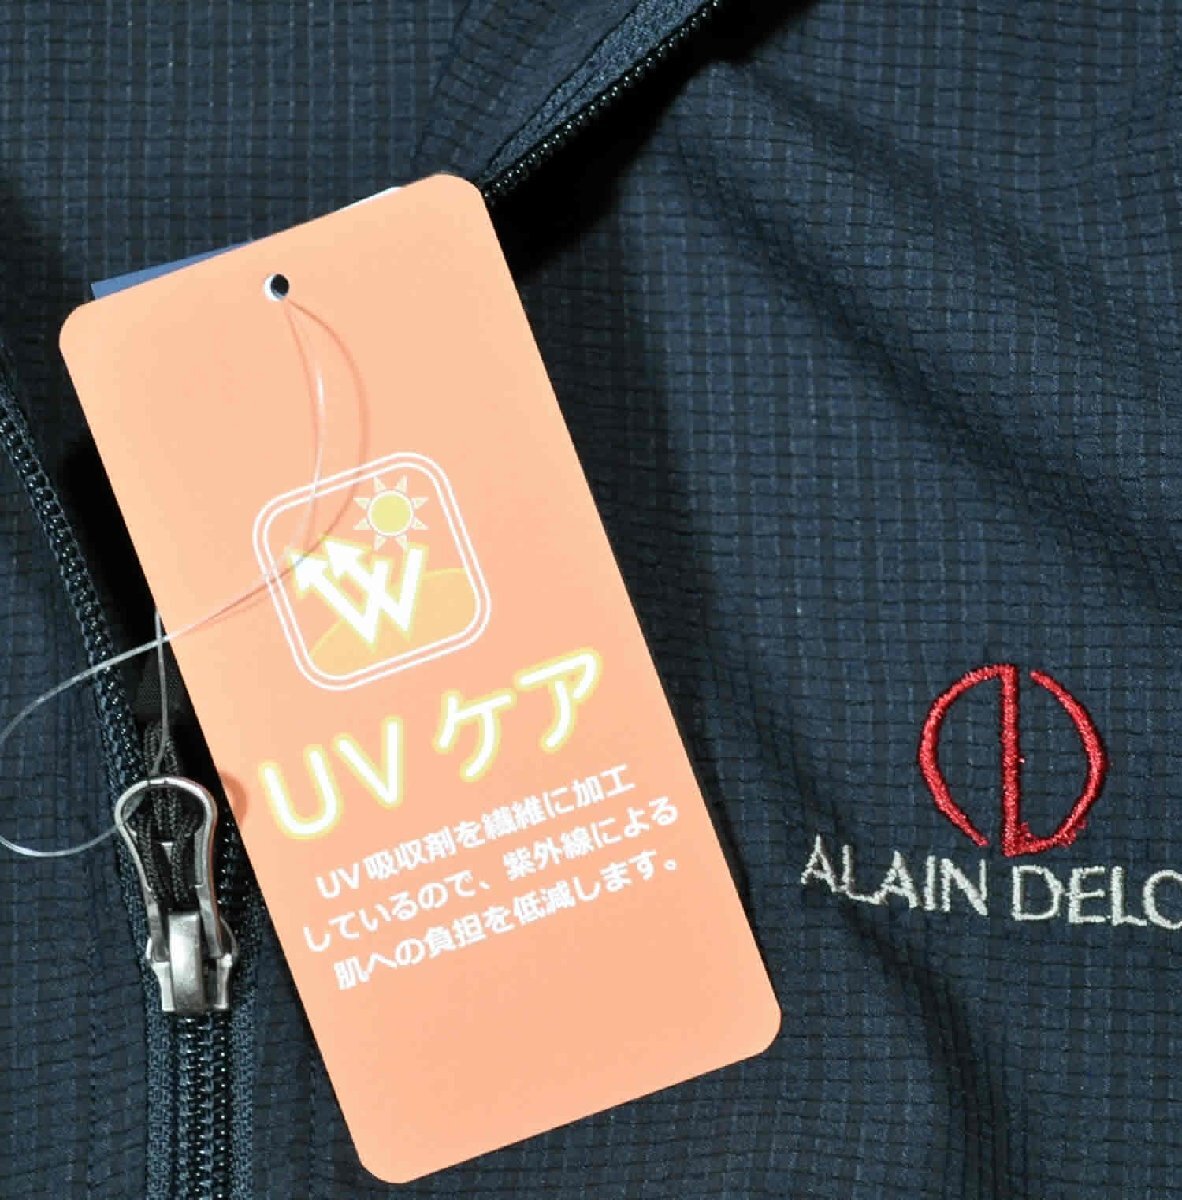 UVケア
UV吸収剤を繊維に加工
しているので、紫外線による
肌への負担を低減します。
ALAIN DELO